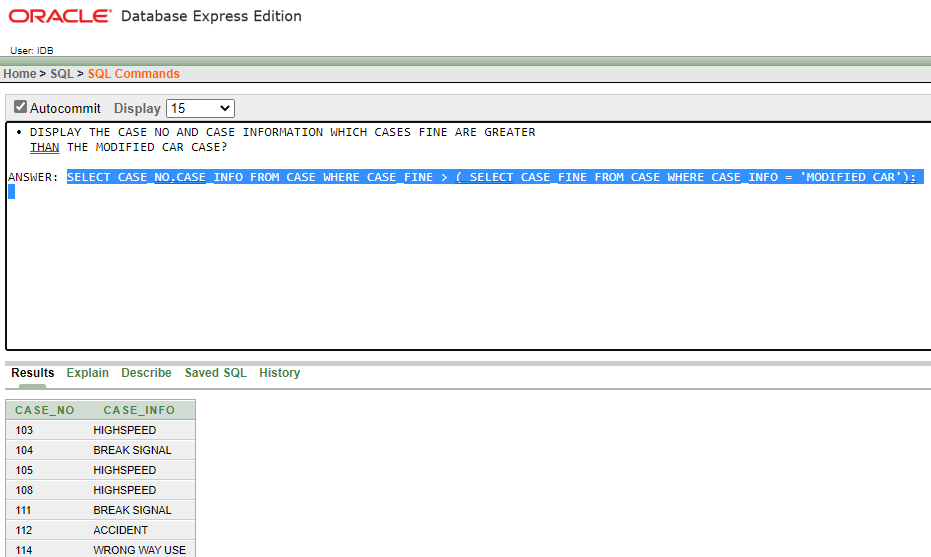 ORACLE® Database Express Edition
User: IDB
Home > SQL > SQL Commands
Autocommit Display 15
• DISPLAY THE CASE NO AND CASE INFORMATION WHICH CASES FINE ARE GREATER
THAN THE MODIFIED CAR CASE?
ANSWER: SELECT CASE_NO,CASE_INFO FROM CASE WHERE CASE_FINE > ( SELECT CASE_FINE FROM CASE WHERE CASE_INFO = 'MODIFIED CAR');
Results Explain Describe Saved SQL History
CASE_NO CASE_INFO
103 HIGHSPEED
104 BREAK SIGNAL
105 HIGHSPEED
108 HIGHSPEED
111 BREAK SIGNAL
112 ACCIDENT
114 WRONG WAY USE